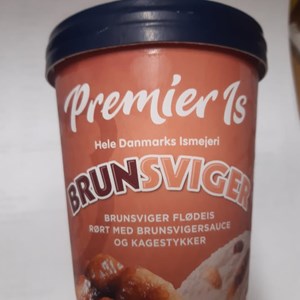 Premier Is
Hele Danmarks Ismejeri
BRUNSVIGER
BRUNSVIGER FLØDEIS
RØRT MED BRUNSVIGERSAUCE
OG KAGESTYKKER